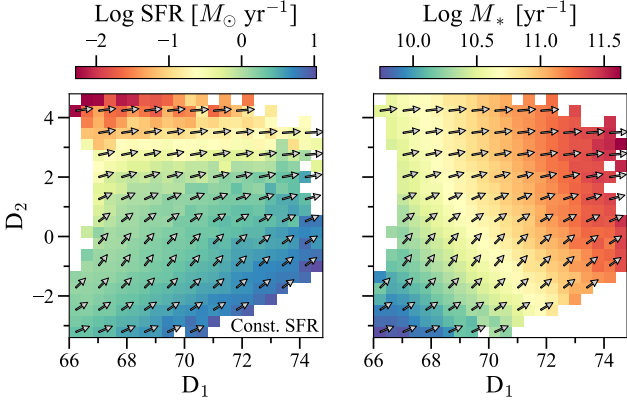 Log SFR [M⊙ yr⁻¹]
−2 −1 0 1
Log M* [yr⁻¹]
10.0 10.5 11.0 11.5
4
2
0
−2
D₂
Const. SFR
66 68 70 72 74
D₁
66 68 70 72 74
D₁